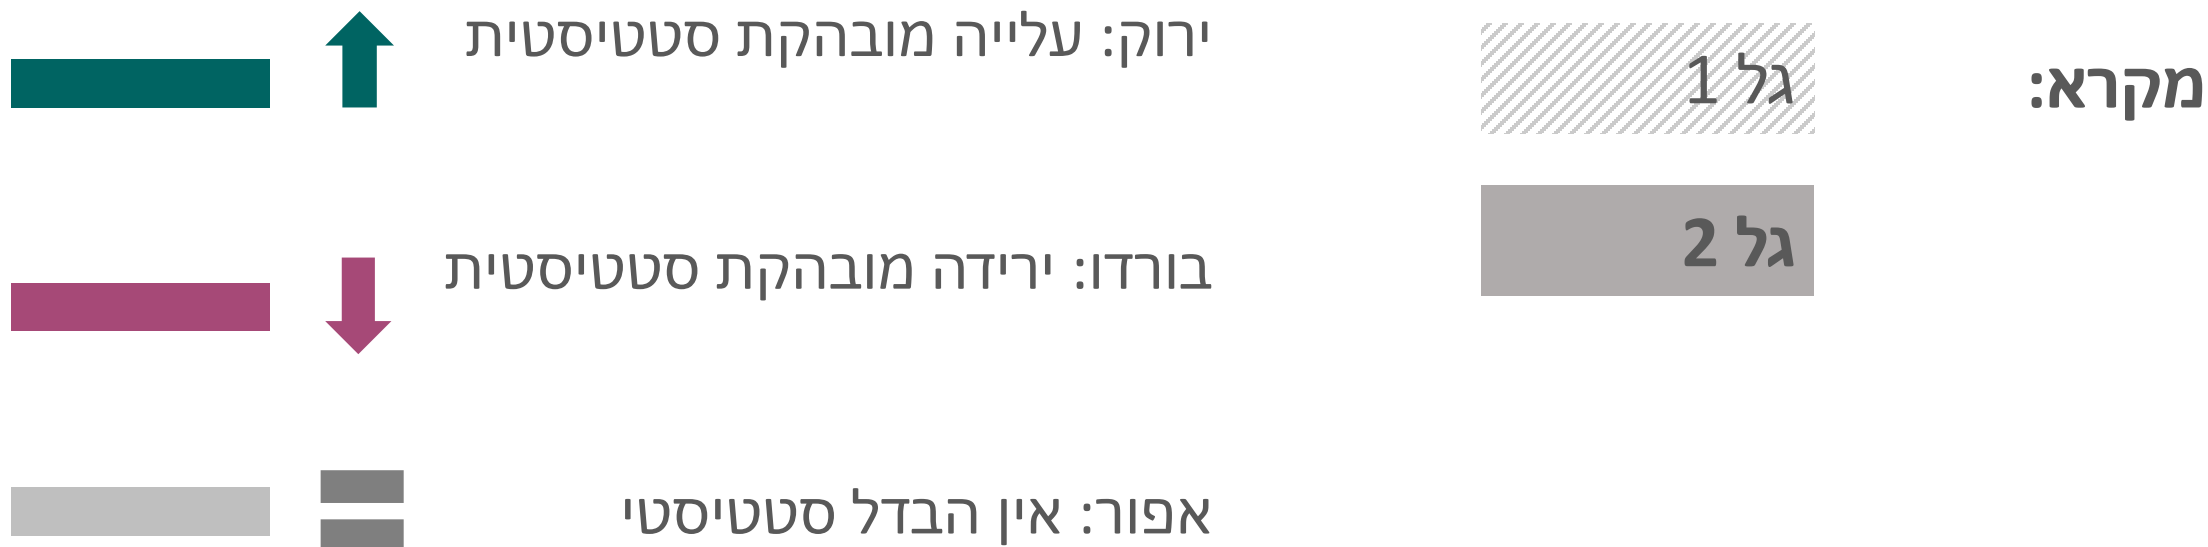 מקרא:
גל 1
גל 2
ירוק: עלייה מובהקת סטטיסטית
בורדו: ירידה מובהקת סטטיסטית
אפור: אין הבדל סטטיסטי